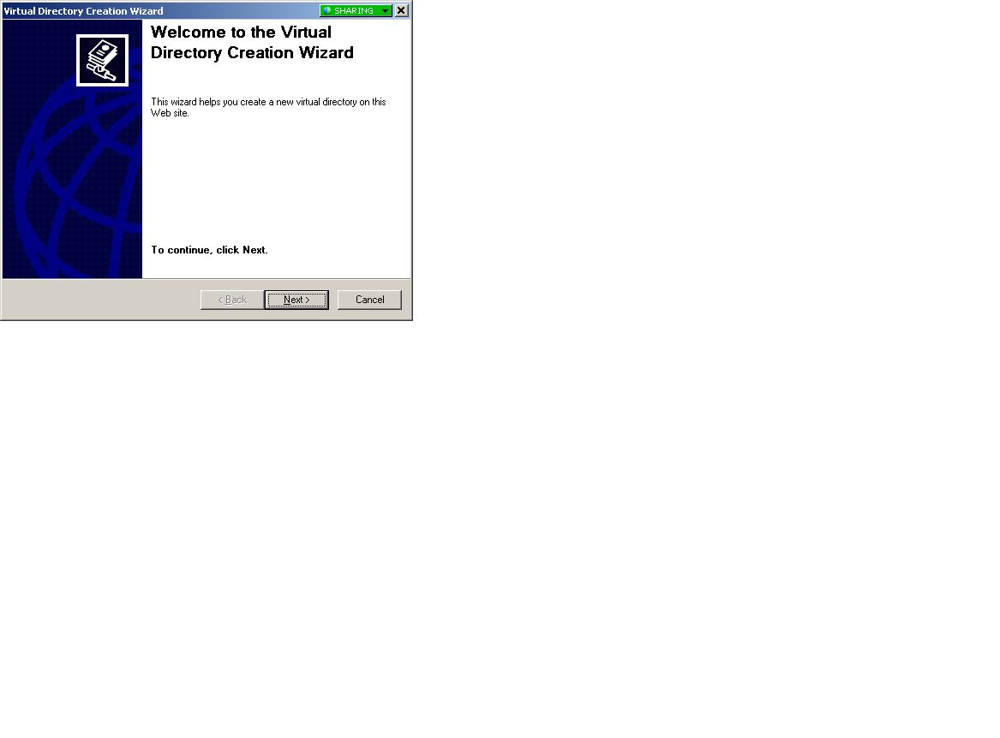 Virtual Directory Creation Wizard
SHARING
Welcome to the Virtual
Directory Creation Wizard
This wizard helps you create a new virtual directory on this
Web site.
To continue, click Next.
< Back
Next >
Cancel